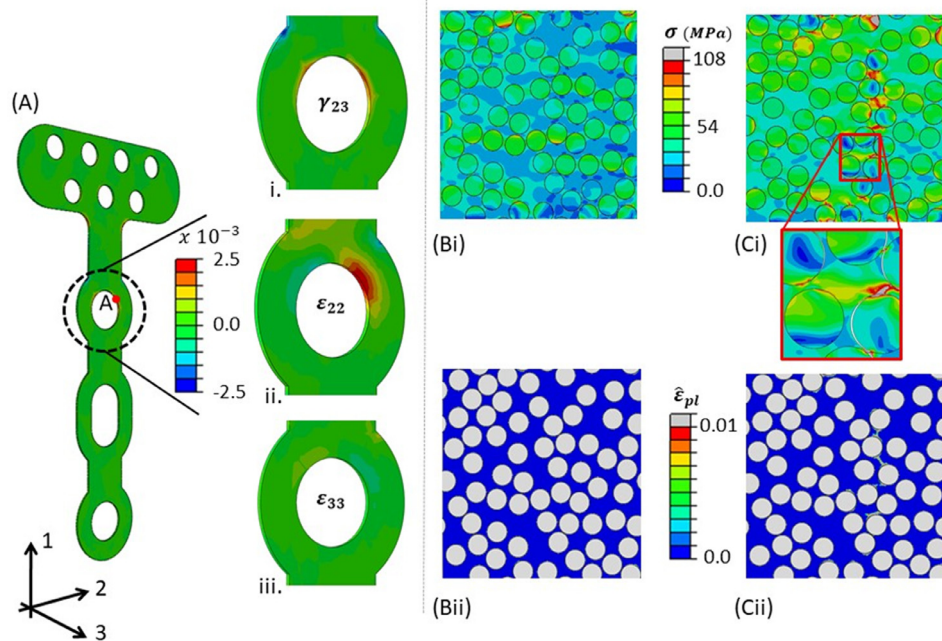 (A)
x 10⁻³
2.5
0.0
-2.5
A
1
2
3
γ₂₃
i.
ε₂₂
ii.
ε₃₃
iii.
(Bi)
σ (MPa)
108
54
0.0
(Ci)
(Bii)
ε̂ₚₗ
0.01
0.0
(Cii)